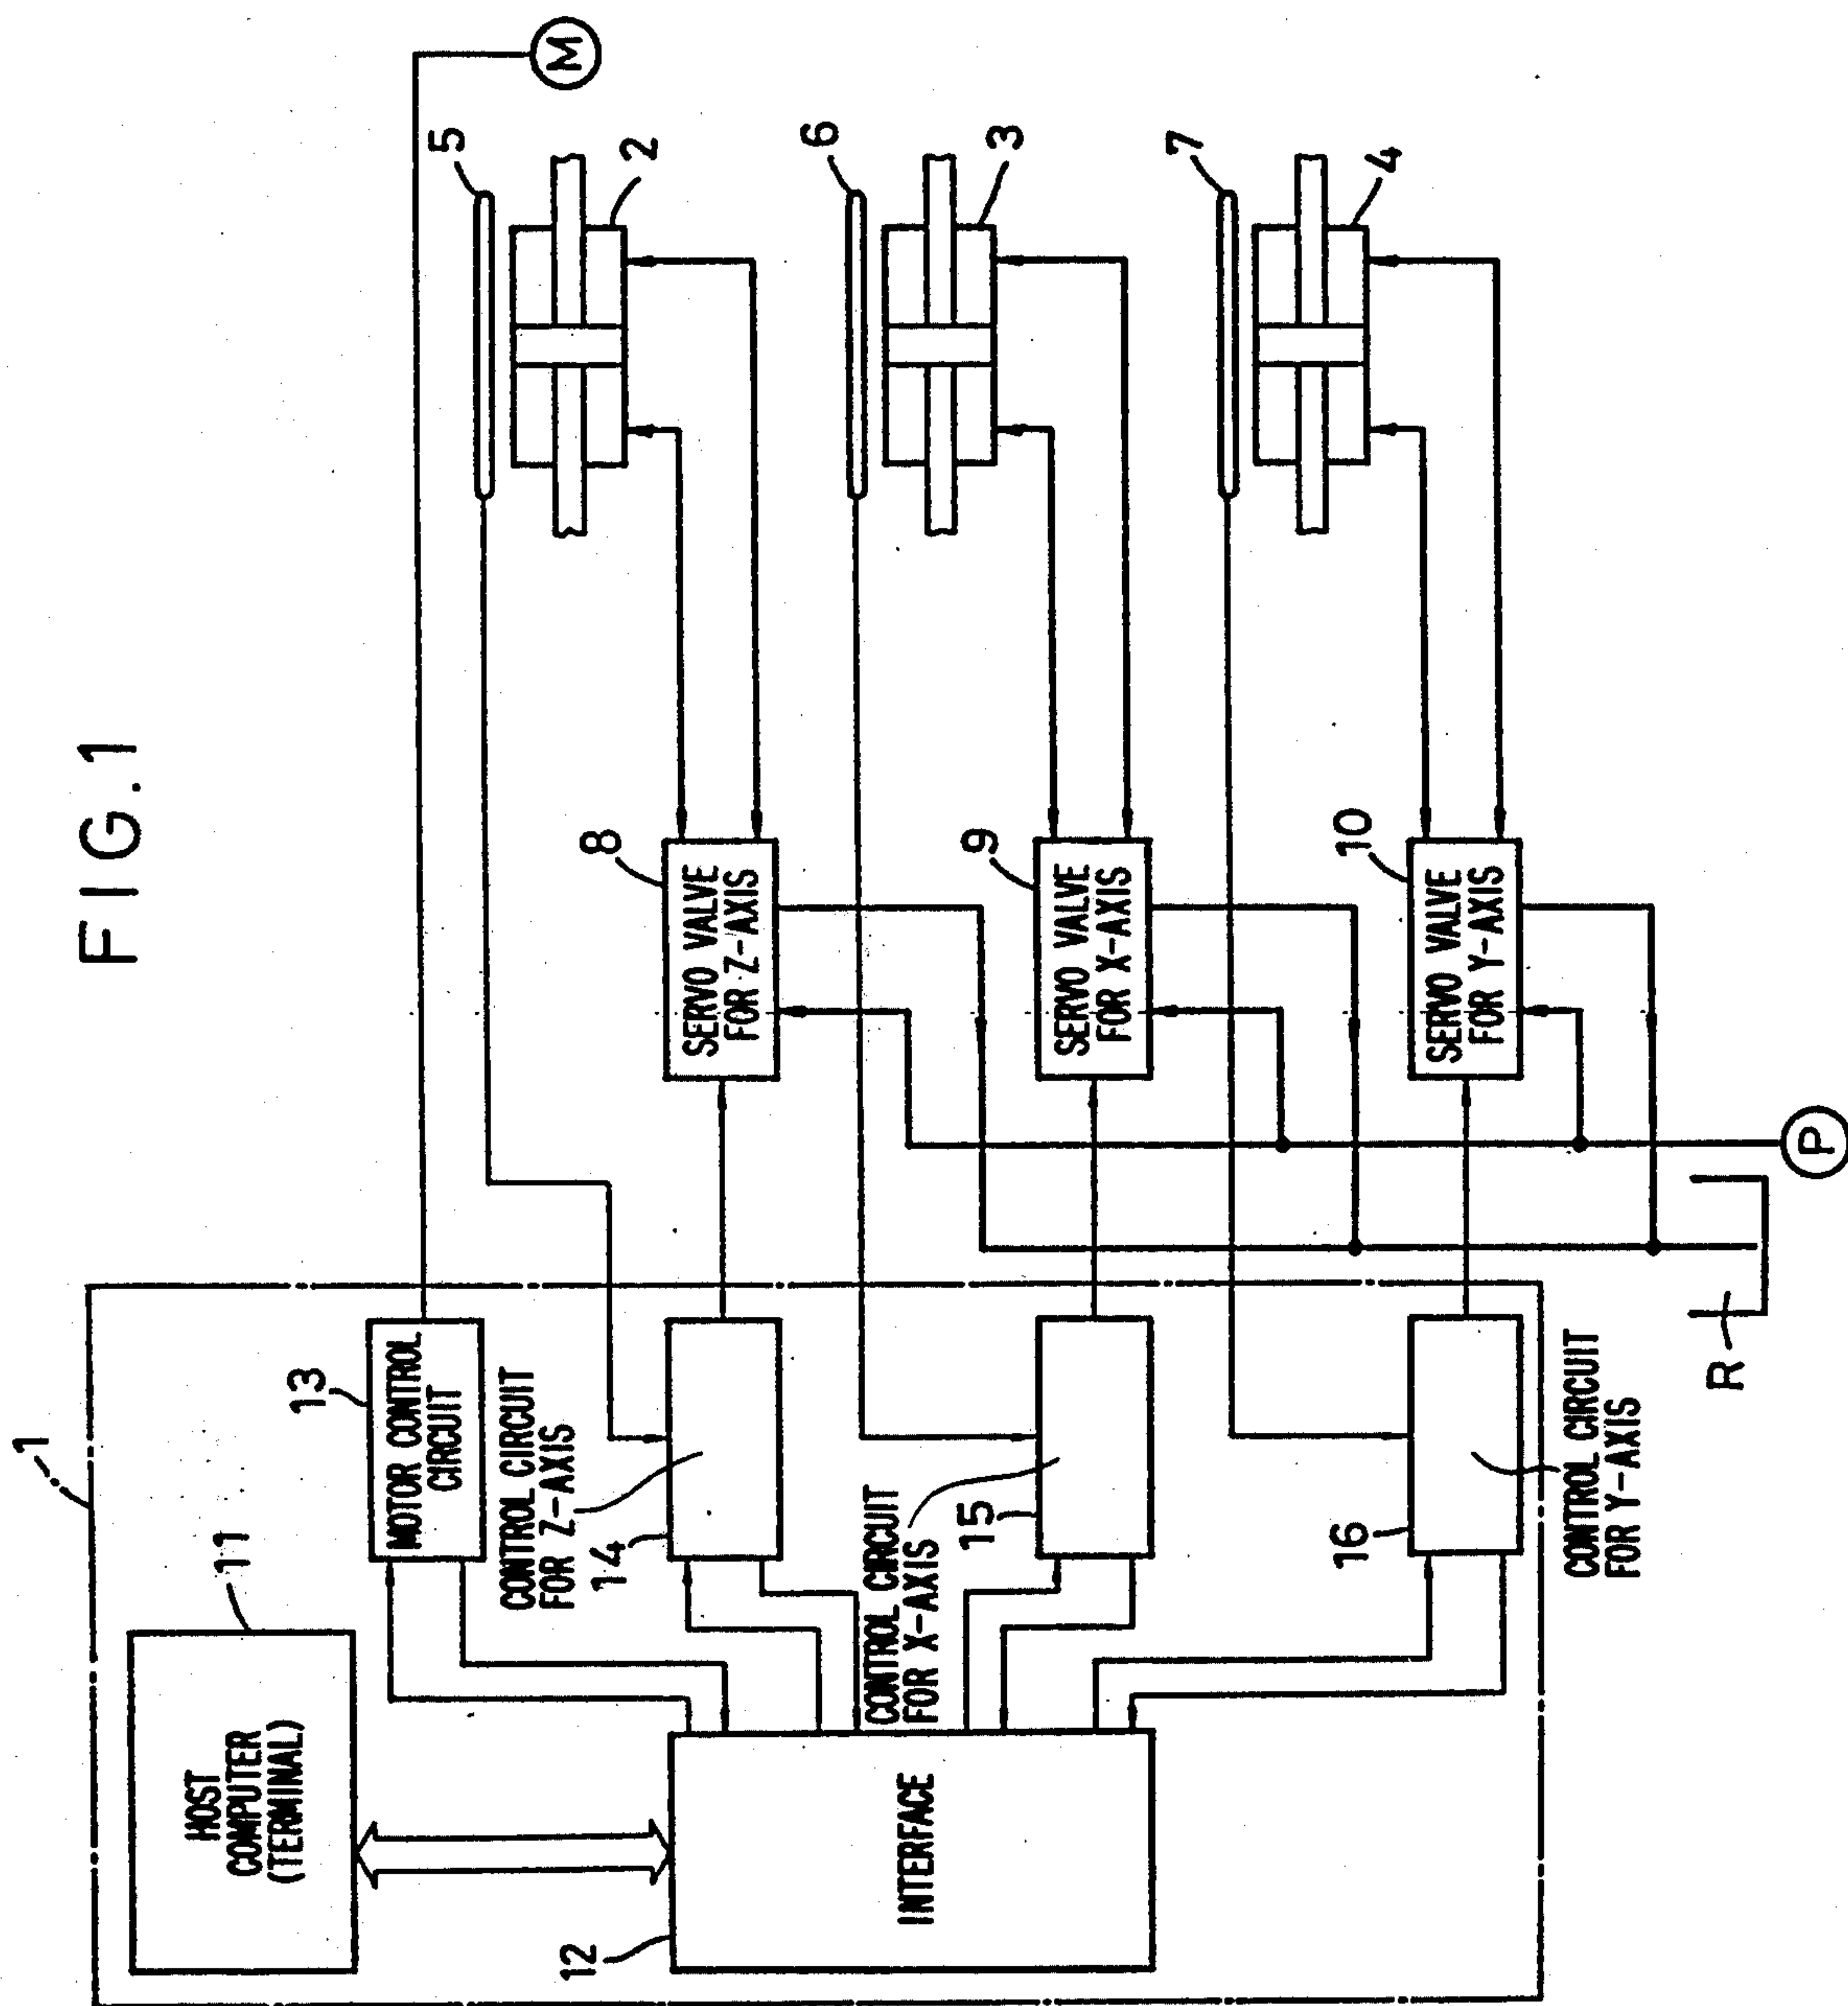 FIG.1
1
11
HOST
COMPUTER
(TERMINAL)
12
INTERFACE
13
MOTOR CONTROL
CIRCUIT
M
CONTROL CIRCUIT
FOR Z-AXIS
14
8
SERVO VALVE
FOR Z-AXIS
5
2
CONTROL CIRCUIT
FOR X-AXIS
15
9
SERVO VALVE
FOR X-AXIS
6
3
16
CONTROL CIRCUIT
FOR Y-AXIS
10
SERVO VALVE
FOR Y-AXIS
7
4
R
P